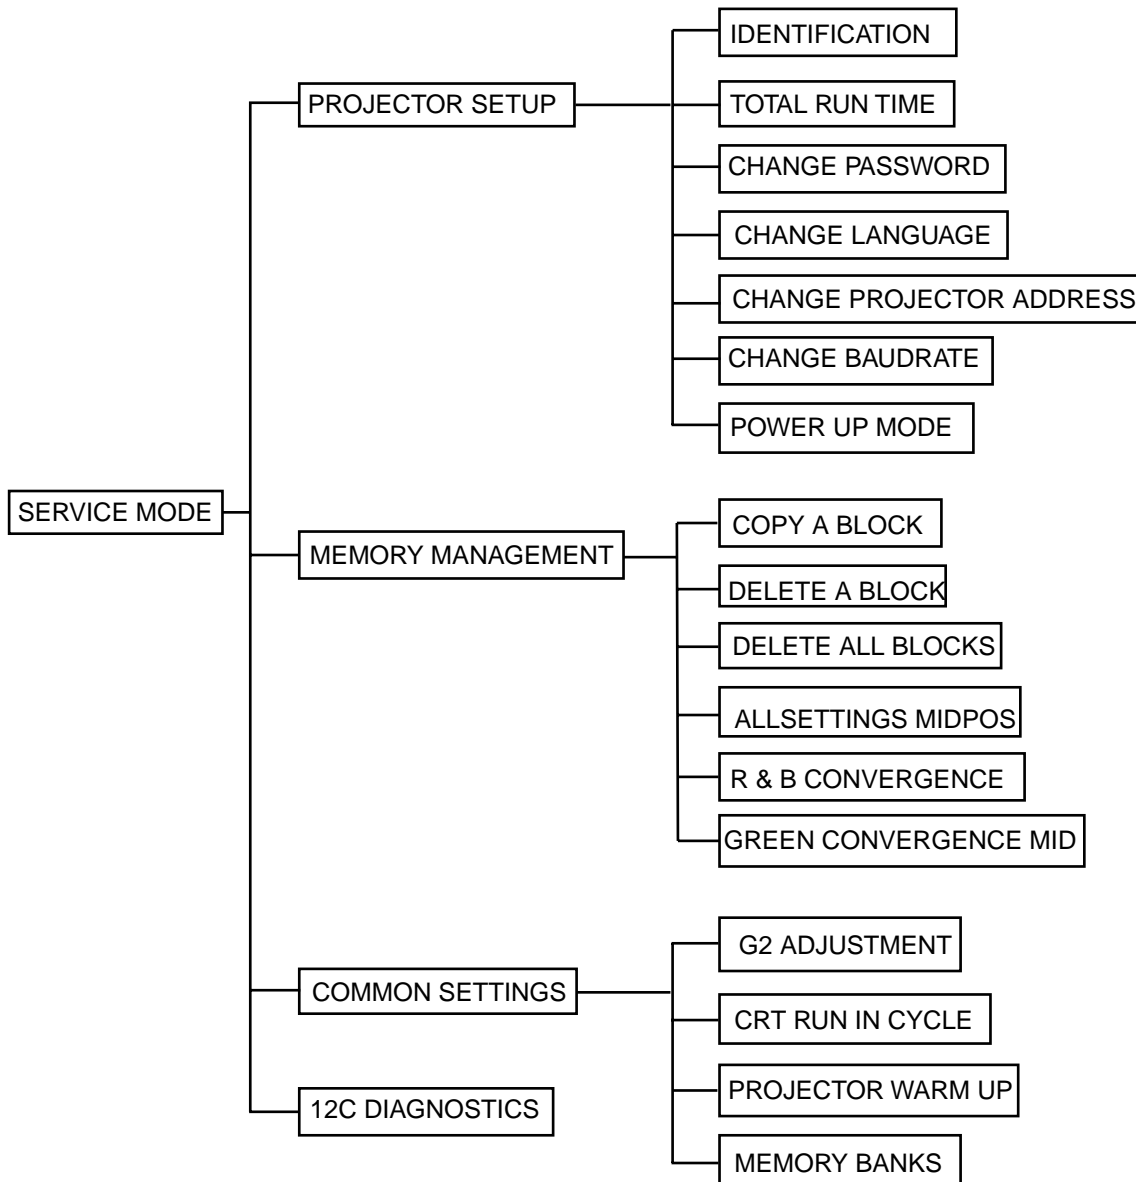 SERVICE MODE
PROJECTOR SETUP
IDENTIFICATION
TOTAL RUN TIME
CHANGE PASSWORD
CHANGE LANGUAGE
CHANGE PROJECTOR ADDRESS
CHANGE BAUDRATE
POWER UP MODE
MEMORY MANAGEMENT
COPY A BLOCK
DELETE A BLOCK
DELETE ALL BLOCKS
ALLSETTINGS MIDPOS
R & B CONVERGENCE
GREEN CONVERGENCE MID
COMMON SETTINGS
G2 ADJUSTMENT
CRT RUN IN CYCLE
PROJECTOR WARM UP
MEMORY BANKS
12C DIAGNOSTICS